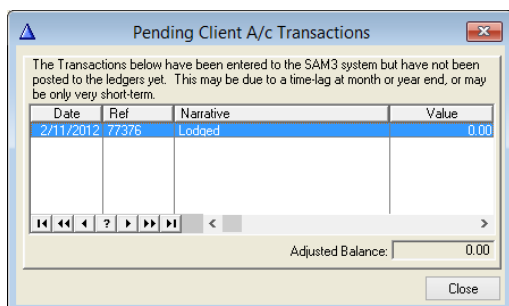 Pending Client A/c Transactions
The Transactions below have been entered to the SAM3 system but have not been
posted to the ledgers yet. This may be due to a time-lag at month or year end, or may
be only very short-term.
Date Ref Narrative Value
2/11/2012 77376 Lodged 0.00
?
Adjusted Balance: 0.00
Close